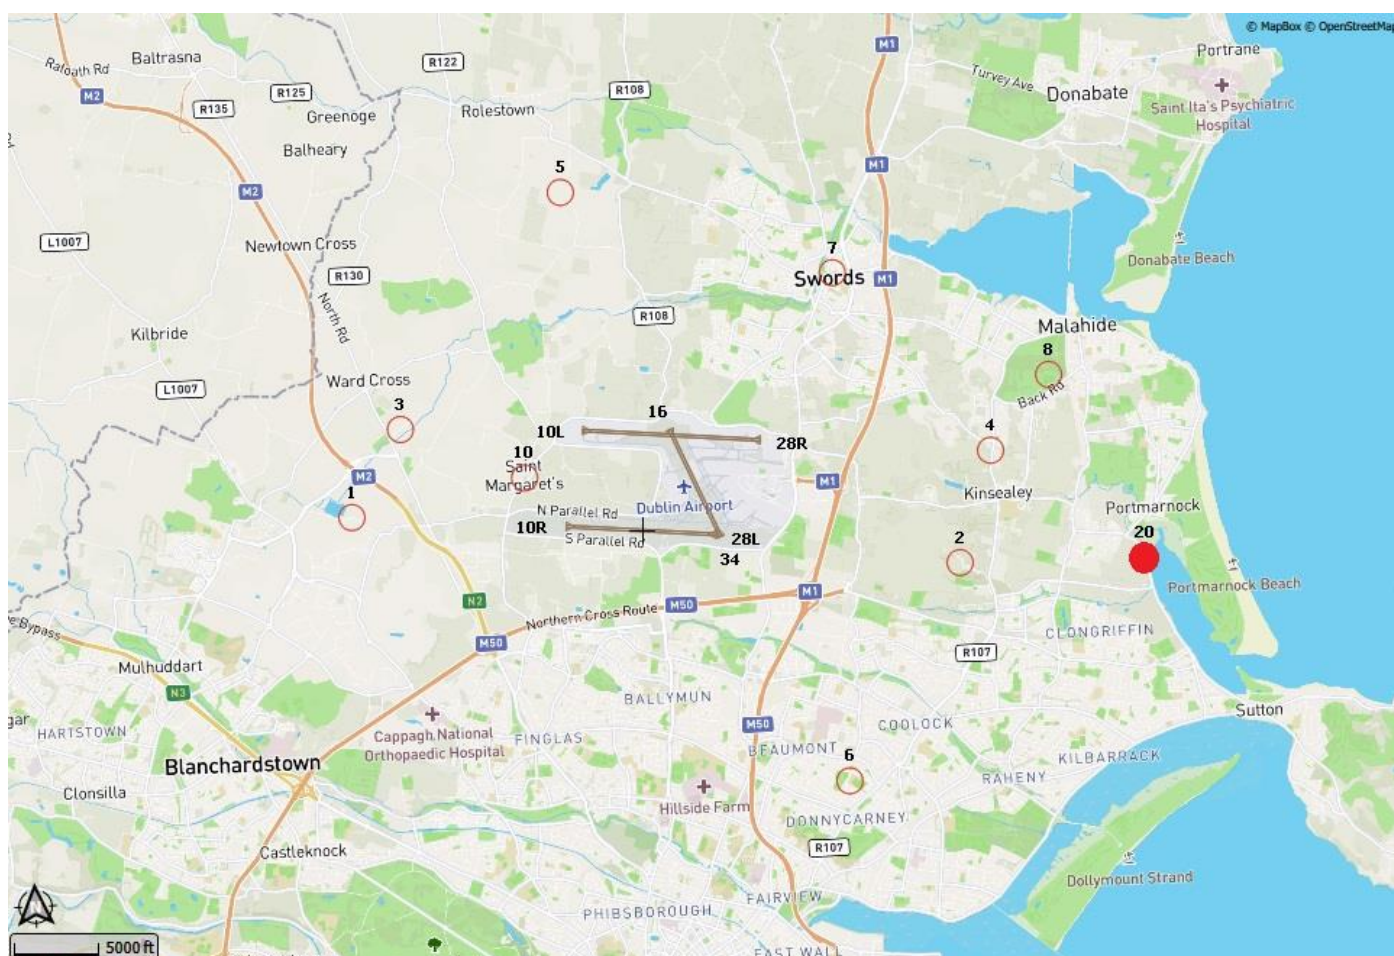 © MapBox © OpenStreetMap
Portrane
Baltrasna
Ratoath Rd
R122
M1
M2
R135
R125
Greenoge
Rolestown
R108
Turvey Ave
Donabate
Saint Ita's Psychiatric
Hospital
Balheary
M1
5
M2
L1007
Newtown Cross
R130
7
Swords
M1
Donabate Beach
North Rd
R108
Kilbride
Malahide
8
Ward Cross
L1007
Back Rd
3
16
4
10L
28R
10
Saint
Margaret's
M2
1
M1
Kinsealey
N Parallel Rd
Dublin Airport
Portmarnock
10R
S Parallel Rd
28L
34
2
20
Portmarnock Beach
N2
Northern Cross Route
M50
M1
M50
CLONGRIFFIN
R107
Mulhuddart
N3
BALLYMUN
HARTSTOWN
Cappagh National
Orthopaedic Hospital
FINGLAS
M50
COOLOCK
Sutton
BEAUMONT
KILBARRACK
Blanchardstown
6
RAHENY
Clonsilla
Hillside Farm
DONNYCARNEY
Castleknock
R107
Dollymount Strand
FAIRVIEW
PHIBSBOROUGH
5000 ft
EAST WALL